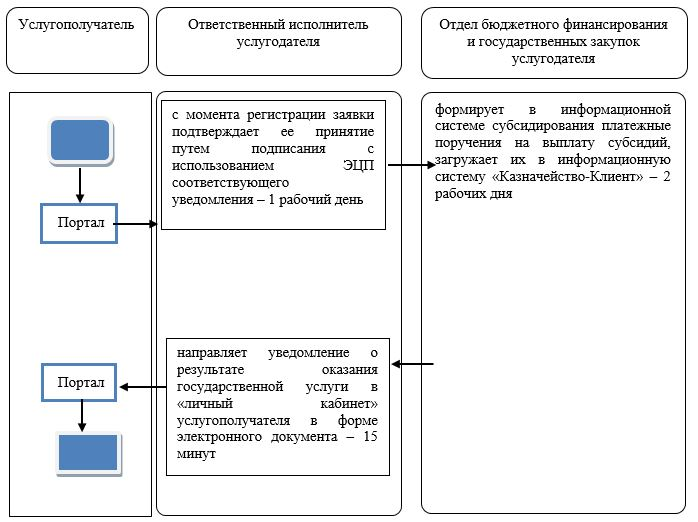 Услугополучатель
Ответственный исполнитель
услугодателя
Отдел бюджетного финансирования
и государственных закупок
услугодателя
с момента регистрации заявки
подтверждает ее принятие
путем подписания с
использованием ЭЦП
соответствующего
уведомления – 1 рабочий день
формирует в информационной
системе субсидирования платежные
поручения на выплату субсидий,
загружает их в информационную
систему «Казначейство-Клиент» – 2
рабочих дня
Портал
направляет уведомление о
результате оказания
государственной услуги в
«личный кабинет»
услугополучателя в форме
электронного документа – 15
минут
Портал